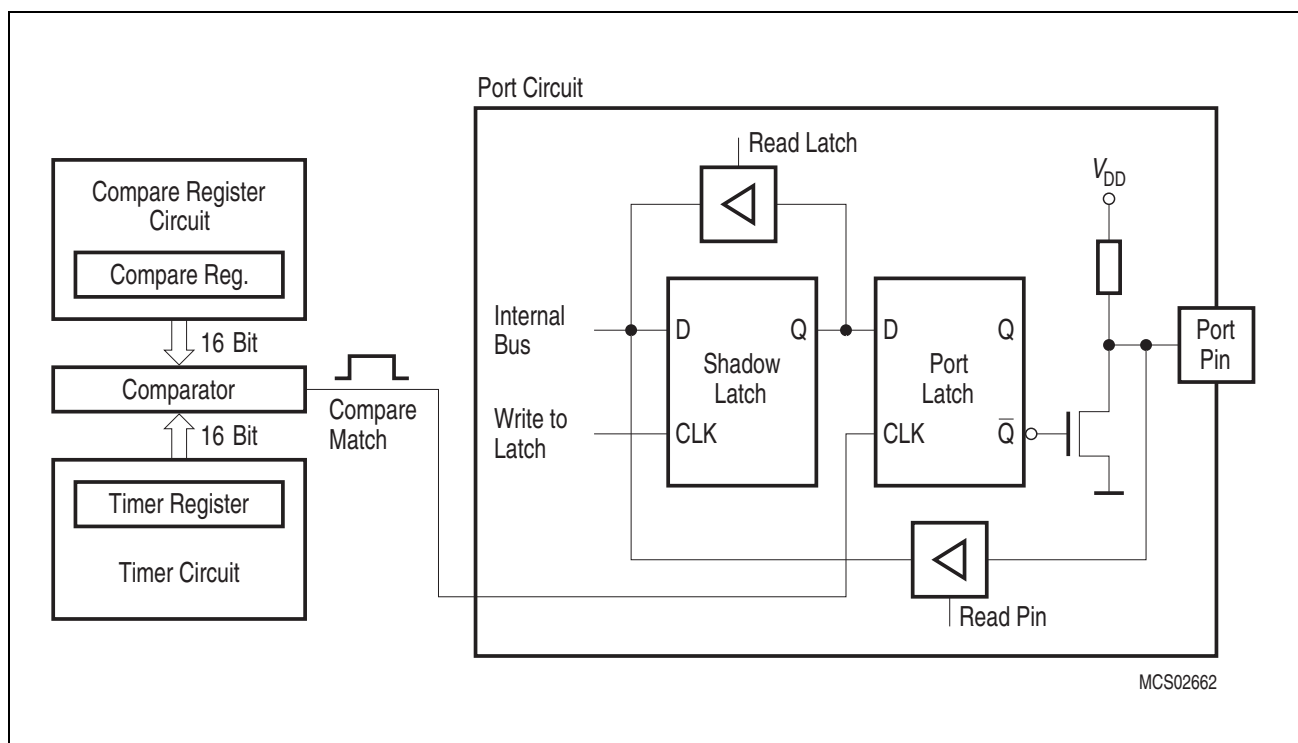 Port Circuit
Read Latch
V_DD
Compare Register
Circuit
Compare Reg.
16 Bit
Comparator
16 Bit
Timer Register
Timer Circuit
Compare
Match
Internal
Bus
Write to
Latch
D
Q
Shadow
Latch
CLK
D
Q
Port
Latch
CLK
Q̅
Port
Pin
Read Pin
MCS02662